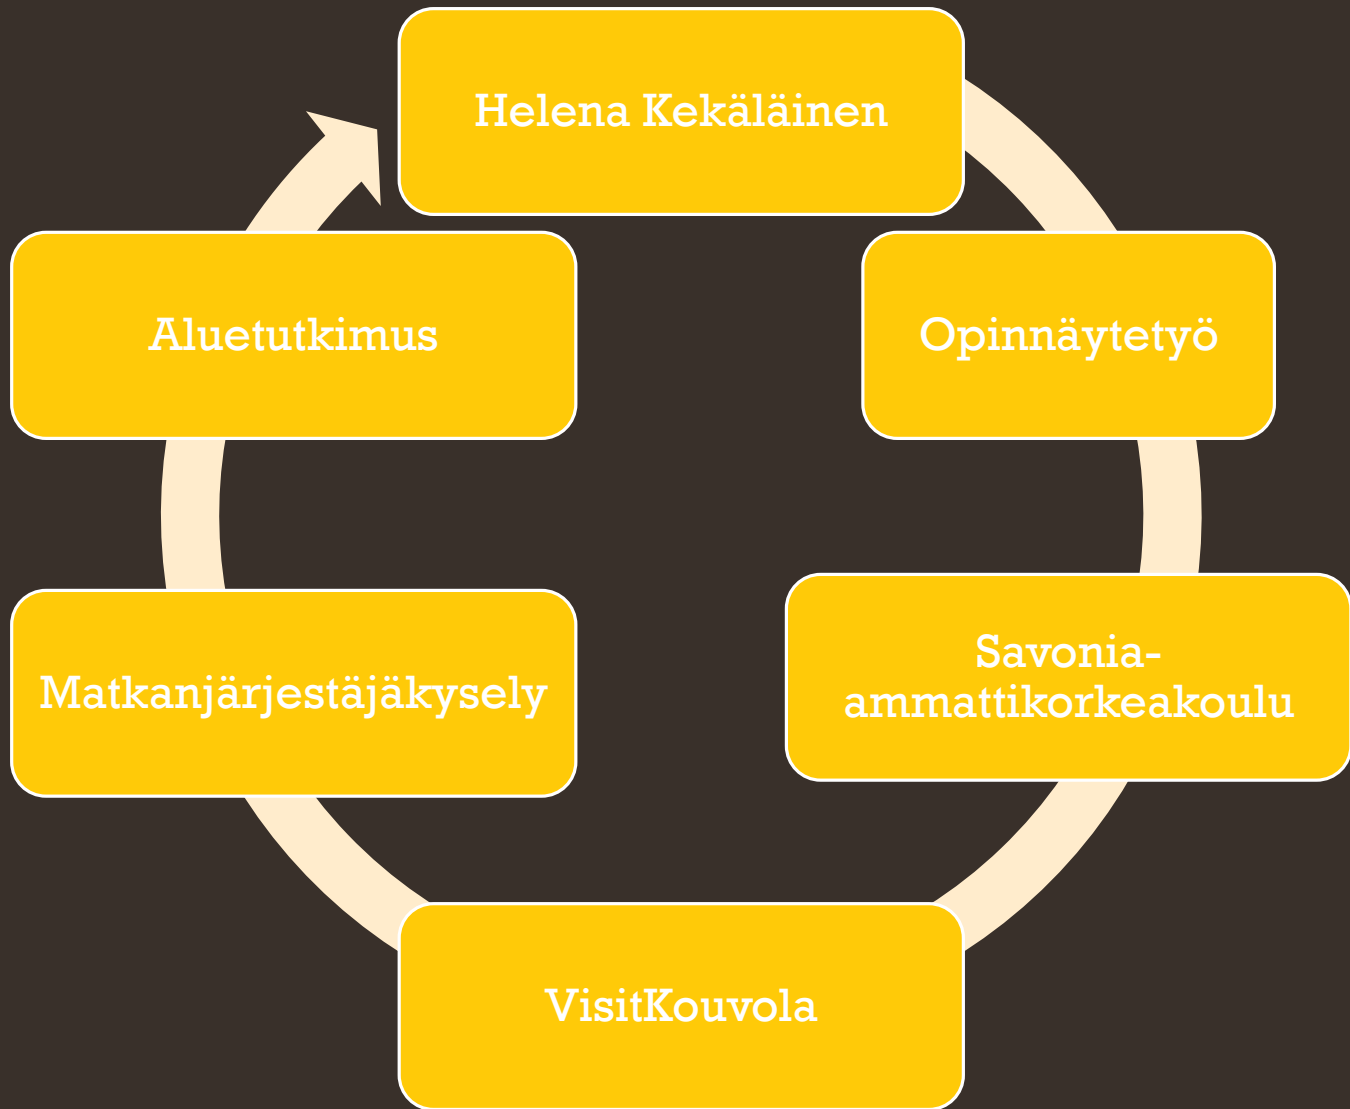 Helena Kekäläinen
Opinnäytetyö
Savonia-
ammattikorkeakoulu
VisitKouvola
Matkanjärjestäjäkysely
Aluetutkimus